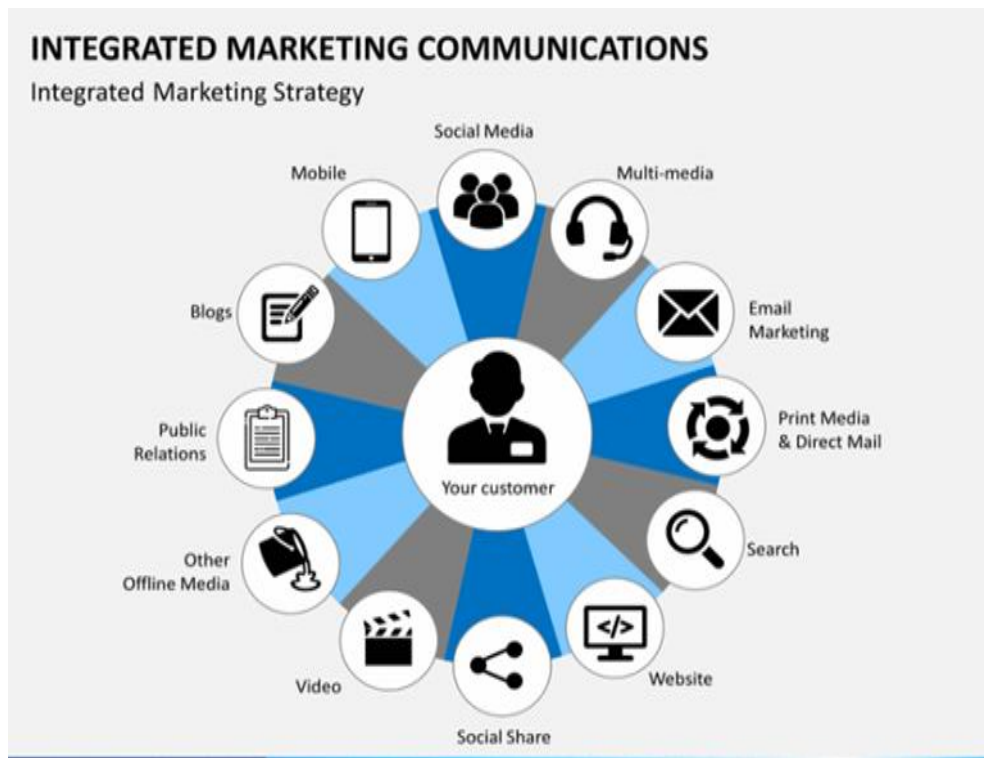 INTEGRATED MARKETING COMMUNICATIONS
Integrated Marketing Strategy
Social Media
Mobile
Multi-media
Blogs
Email
Marketing
Public
Relations
Print Media
& Direct Mail
Your customer
Other
Offline Media
Search
Video
Website
Social Share